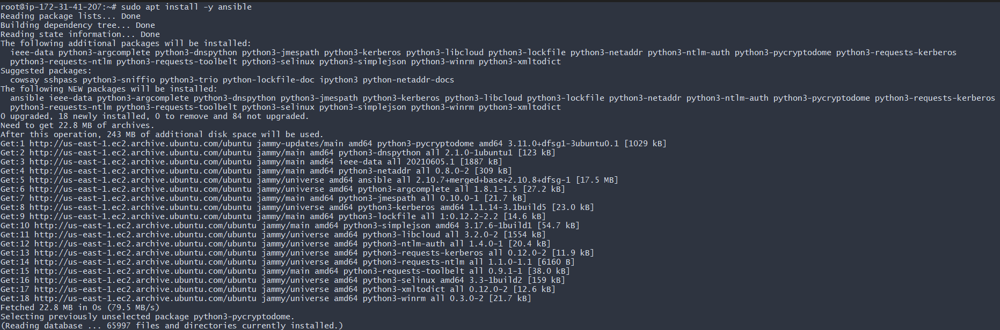 root@ip-172-31-41-207:~# sudo apt install -y ansible
Reading package lists... Done
Building dependency tree... Done
Reading state information... Done
The following additional packages will be installed:
  ieee-data python3-argcomplete python3-dnspython python3-jmespath python3-kerberos python3-libcloud python3-lockfile python3-netaddr python3-ntlm-auth python3-pycryptodome python3-requests-kerberos
  python3-requests-ntlm python3-requests-toolbelt python3-selinux python3-simplejson python3-winrm python3-xmltodict
Suggested packages:
  cowsay sshpass python3-sniffio python3-trio python-lockfile-doc ipython3 python-netaddr-docs
The following NEW packages will be installed:
  ansible ieee-data python3-argcomplete python3-dnspython python3-jmespath python3-kerberos python3-libcloud python3-lockfile python3-netaddr python3-ntlm-auth python3-pycryptodome python3-requests-kerberos
  python3-requests-ntlm python3-requests-toolbelt python3-selinux python3-simplejson python3-winrm python3-xmltodict
0 upgraded, 18 newly installed, 0 to remove and 84 not upgraded.
Need to get 22.8 MB of archives.
After this operation, 243 MB of additional disk space will be used.
Get:1 http://us-east-1.ec2.archive.ubuntu.com/ubuntu jammy-updates/main amd64 python3-pycryptodome amd64 3.11.0+dfsg1-3ubuntu0.1 [1029 kB]
Get:2 http://us-east-1.ec2.archive.ubuntu.com/ubuntu jammy/main amd64 python3-dnspython all 2.1.0-1ubuntu1 [123 kB]
Get:3 http://us-east-1.ec2.archive.ubuntu.com/ubuntu jammy/main amd64 ieee-data all 20210605.1 [1887 kB]
Get:4 http://us-east-1.ec2.archive.ubuntu.com/ubuntu jammy/main amd64 python3-netaddr all 0.8.0-2 [309 kB]
Get:5 http://us-east-1.ec2.archive.ubuntu.com/ubuntu jammy/universe amd64 ansible all 2.10.7+merged+base+2.10.8+dfsg-1 [17.5 MB]
Get:6 http://us-east-1.ec2.archive.ubuntu.com/ubuntu jammy/universe amd64 python3-argcomplete all 1.8.1-1.5 [27.2 kB]
Get:7 http://us-east-1.ec2.archive.ubuntu.com/ubuntu jammy/main amd64 python3-jmespath all 0.10.0-1 [21.7 kB]
Get:8 http://us-east-1.ec2.archive.ubuntu.com/ubuntu jammy/universe amd64 python3-kerberos amd64 1.1.14-3.1build5 [23.0 kB]
Get:9 http://us-east-1.ec2.archive.ubuntu.com/ubuntu jammy/main amd64 python3-lockfile all 1:0.12.2-2.2 [14.6 kB]
Get:10 http://us-east-1.ec2.archive.ubuntu.com/ubuntu jammy/main amd64 python3-simplejson amd64 3.17.6-1build1 [54.7 kB]
Get:11 http://us-east-1.ec2.archive.ubuntu.com/ubuntu jammy/universe amd64 python3-libcloud all 3.2.0-2 [1554 kB]
Get:12 http://us-east-1.ec2.archive.ubuntu.com/ubuntu jammy/universe amd64 python3-ntlm-auth all 1.4.0-1 [20.4 kB]
Get:13 http://us-east-1.ec2.archive.ubuntu.com/ubuntu jammy/universe amd64 python3-requests-kerberos all 0.12.0-2 [11.9 kB]
Get:14 http://us-east-1.ec2.archive.ubuntu.com/ubuntu jammy/universe amd64 python3-requests-ntlm all 1.1.0-1.1 [6160 B]
Get:15 http://us-east-1.ec2.archive.ubuntu.com/ubuntu jammy/main amd64 python3-requests-toolbelt all 0.9.1-1 [38.0 kB]
Get:16 http://us-east-1.ec2.archive.ubuntu.com/ubuntu jammy/universe amd64 python3-selinux amd64 3.3-1build2 [159 kB]
Get:17 http://us-east-1.ec2.archive.ubuntu.com/ubuntu jammy/universe amd64 python3-xmltodict all 0.12.0-2 [12.6 kB]
Get:18 http://us-east-1.ec2.archive.ubuntu.com/ubuntu jammy/universe amd64 python3-winrm all 0.3.0-2 [21.7 kB]
Fetched 22.8 MB in 0s (79.5 MB/s)
Selecting previously unselected package python3-pycryptodome.
(Reading database ... 65997 files and directories currently installed.)